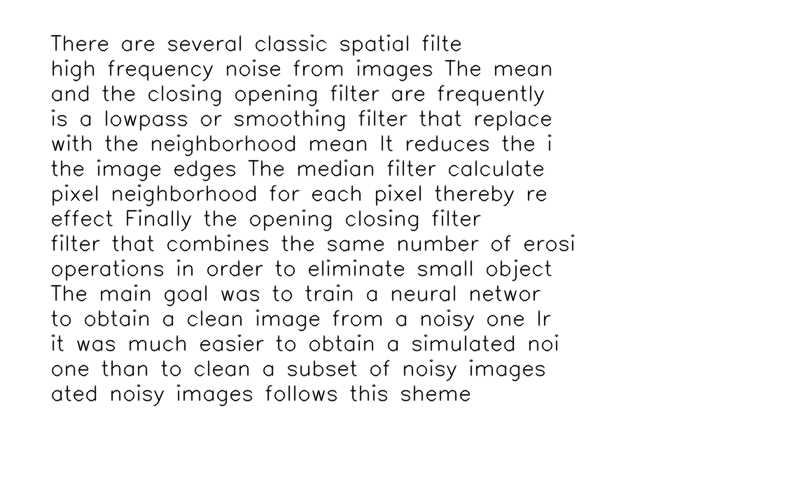 There are several classic spatial filte
high frequency noise from images The mean
and the closing opening filter are frequently
is a lowpass or smoothing filter that replace
with the neighborhood mean It reduces the i
the image edges The median filter calculate
pixel neighborhood for each pixel thereby re
effect Finally the opening closing filter
filter that combines the same number of erosi
operations in order to eliminate small object
The main goal was to train a neural networ
to obtain a clean image from a noisy one Ir
it was much easier to obtain a simulated noi
one than to clean a subset of noisy images
ated noisy images follows this sheme